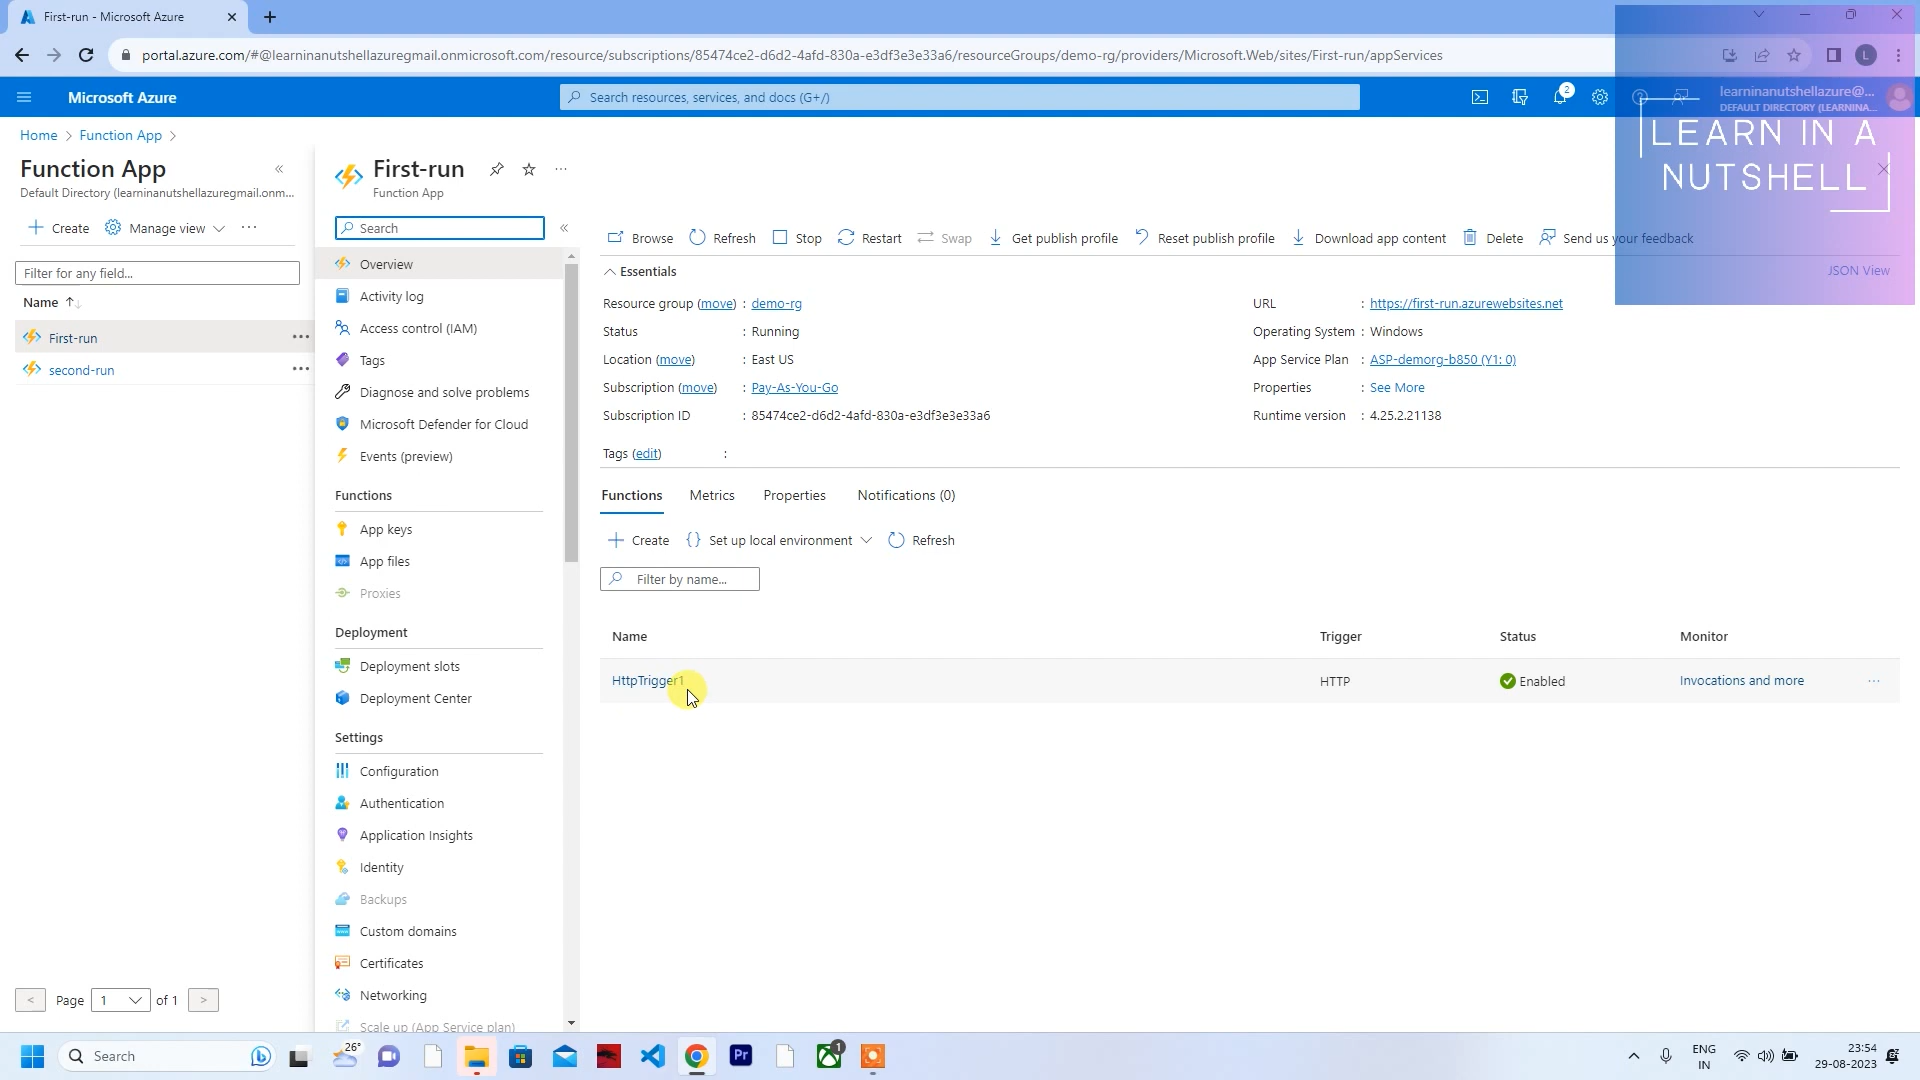 First-run - Microsoft Azure
portal.azure.com/#@learninanutshellazuregmail.onmicrosoft.com/resource/subscriptions/85474ce2-d6d2-4afd-830a-e3df3e3e33a6/resourceGroups/demo-rg/providers/Microsoft.Web/sites/First-run/appServices
L
Microsoft Azure
Search resources, services, and docs (G+/)
2
learninanutshellazure@...
DEFAULT DIRECTORY (LEARNINA...
LEARN IN A
NUTSHELL
Home > Function App >
Function App
Default Directory (learninanutshellazuregmail.onm...
Create
Manage view
Filter for any field...
Name
First-run
second-run
Page 1 of 1
First-run
Function App
Search
Overview
Activity log
Access control (IAM)
Tags
Diagnose and solve problems
Microsoft Defender for Cloud
Events (preview)
Functions
App keys
App files
Proxies
Deployment
Deployment slots
Deployment Center
Settings
Configuration
Authentication
Application Insights
Identity
Backups
Custom domains
Certificates
Networking
Scale up (App Service plan)
Browse Refresh Stop Restart Swap Get publish profile Reset publish profile Download app content Delete Send us your feedback
Essentials
JSON View
Resource group (move) : demo-rg
Status : Running
Location (move) : East US
Subscription (move) : Pay-As-You-Go
Subscription ID : 85474ce2-d6d2-4afd-830a-e3df3e3e33a6
URL : https://first-run.azurewebsites.net
Operating System : Windows
App Service Plan : ASP-demorg-b850 (Y1: 0)
Properties : See More
Runtime version : 4.25.2.21138
Tags (edit) :
Functions Metrics Properties Notifications (0)
Create {} Set up local environment Refresh
Filter by name...
Name Trigger Status Monitor
HttpTrigger1 HTTP Enabled Invocations and more
Search
26°
Pr
1
ENG
IN
23:54
29-08-2023